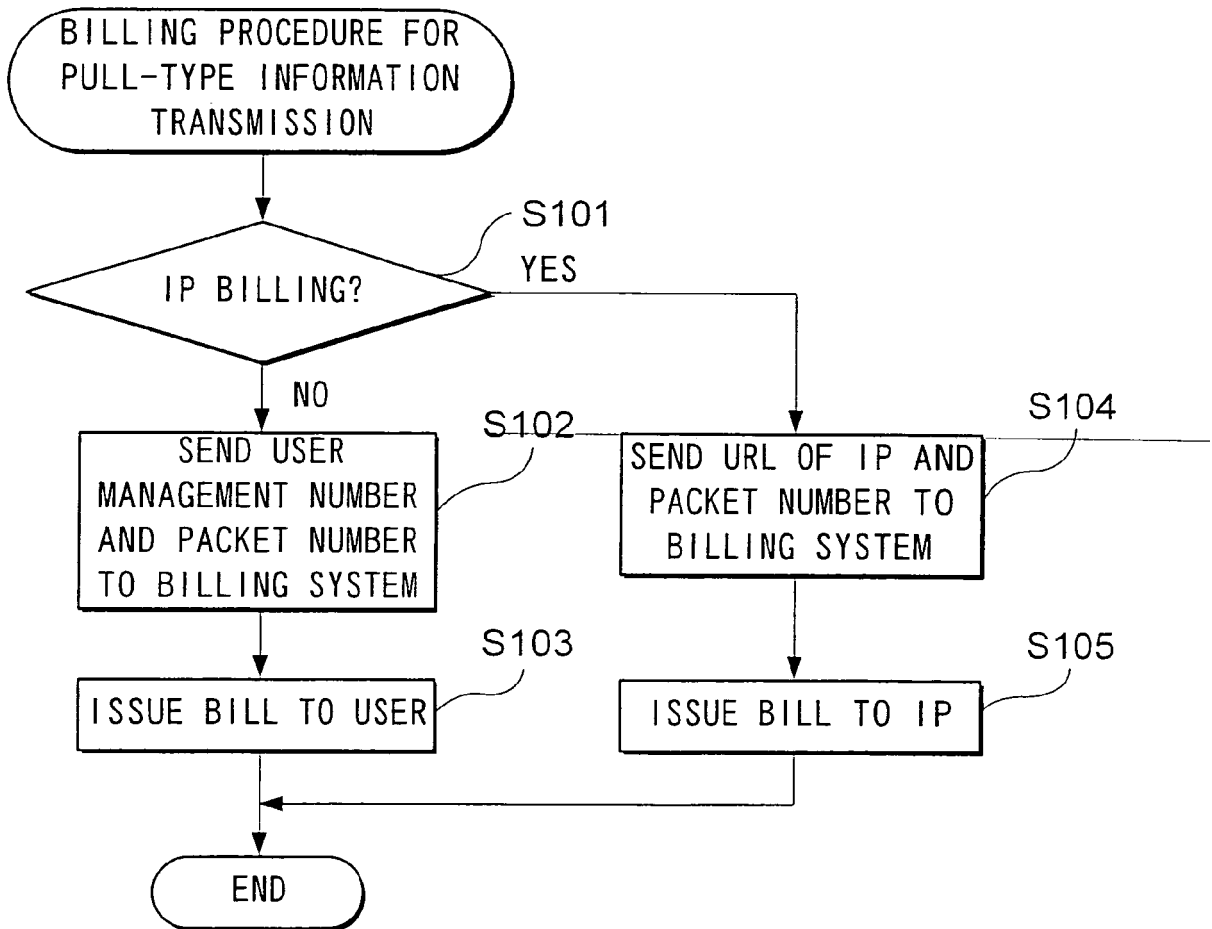 BILLING PROCEDURE FOR
PULL-TYPE INFORMATION
TRANSMISSION
S101
IP BILLING?
YES
NO
S102
SEND USER
MANAGEMENT NUMBER
AND PACKET NUMBER
TO BILLING SYSTEM
S104
SEND URL OF IP AND
PACKET NUMBER TO
BILLING SYSTEM
S103
ISSUE BILL TO USER
S105
ISSUE BILL TO IP
END